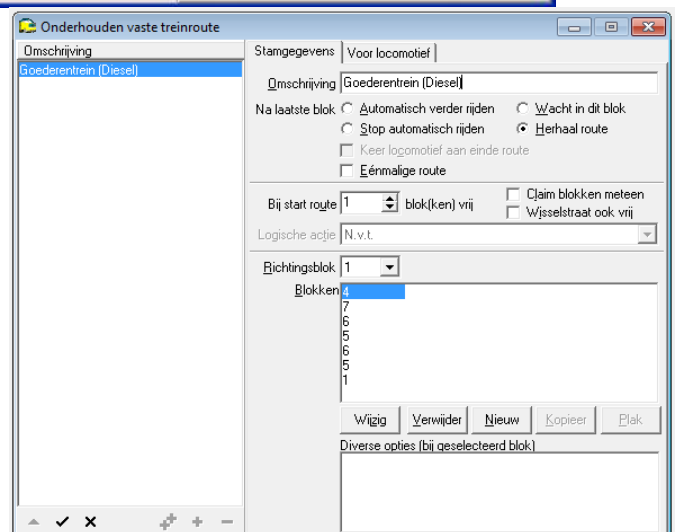 Onderhouden vaste treinroute
Omschrijving
Goederentrein (Diesel)
Stamgegevens Voor locomotief
Omschrijving Goederentrein (Diesel)
Na laatste blok Automatisch verder rijden Wacht in dit blok
Stop automatisch rijden Herhaal route
Keer locomotief aan einde route
Eénmalige route
Bij start route 1 blok(ken) vrij Claim blokken meteen
Wisselstraat ook vrij
Logische actie N.v.t.
Richtingsblok 1
Blokken 4
7
6
5
6
5
1
Wijzig Verwijder Nieuw Kopieer Plak
Diverse opties (bij geselecteerd blok)